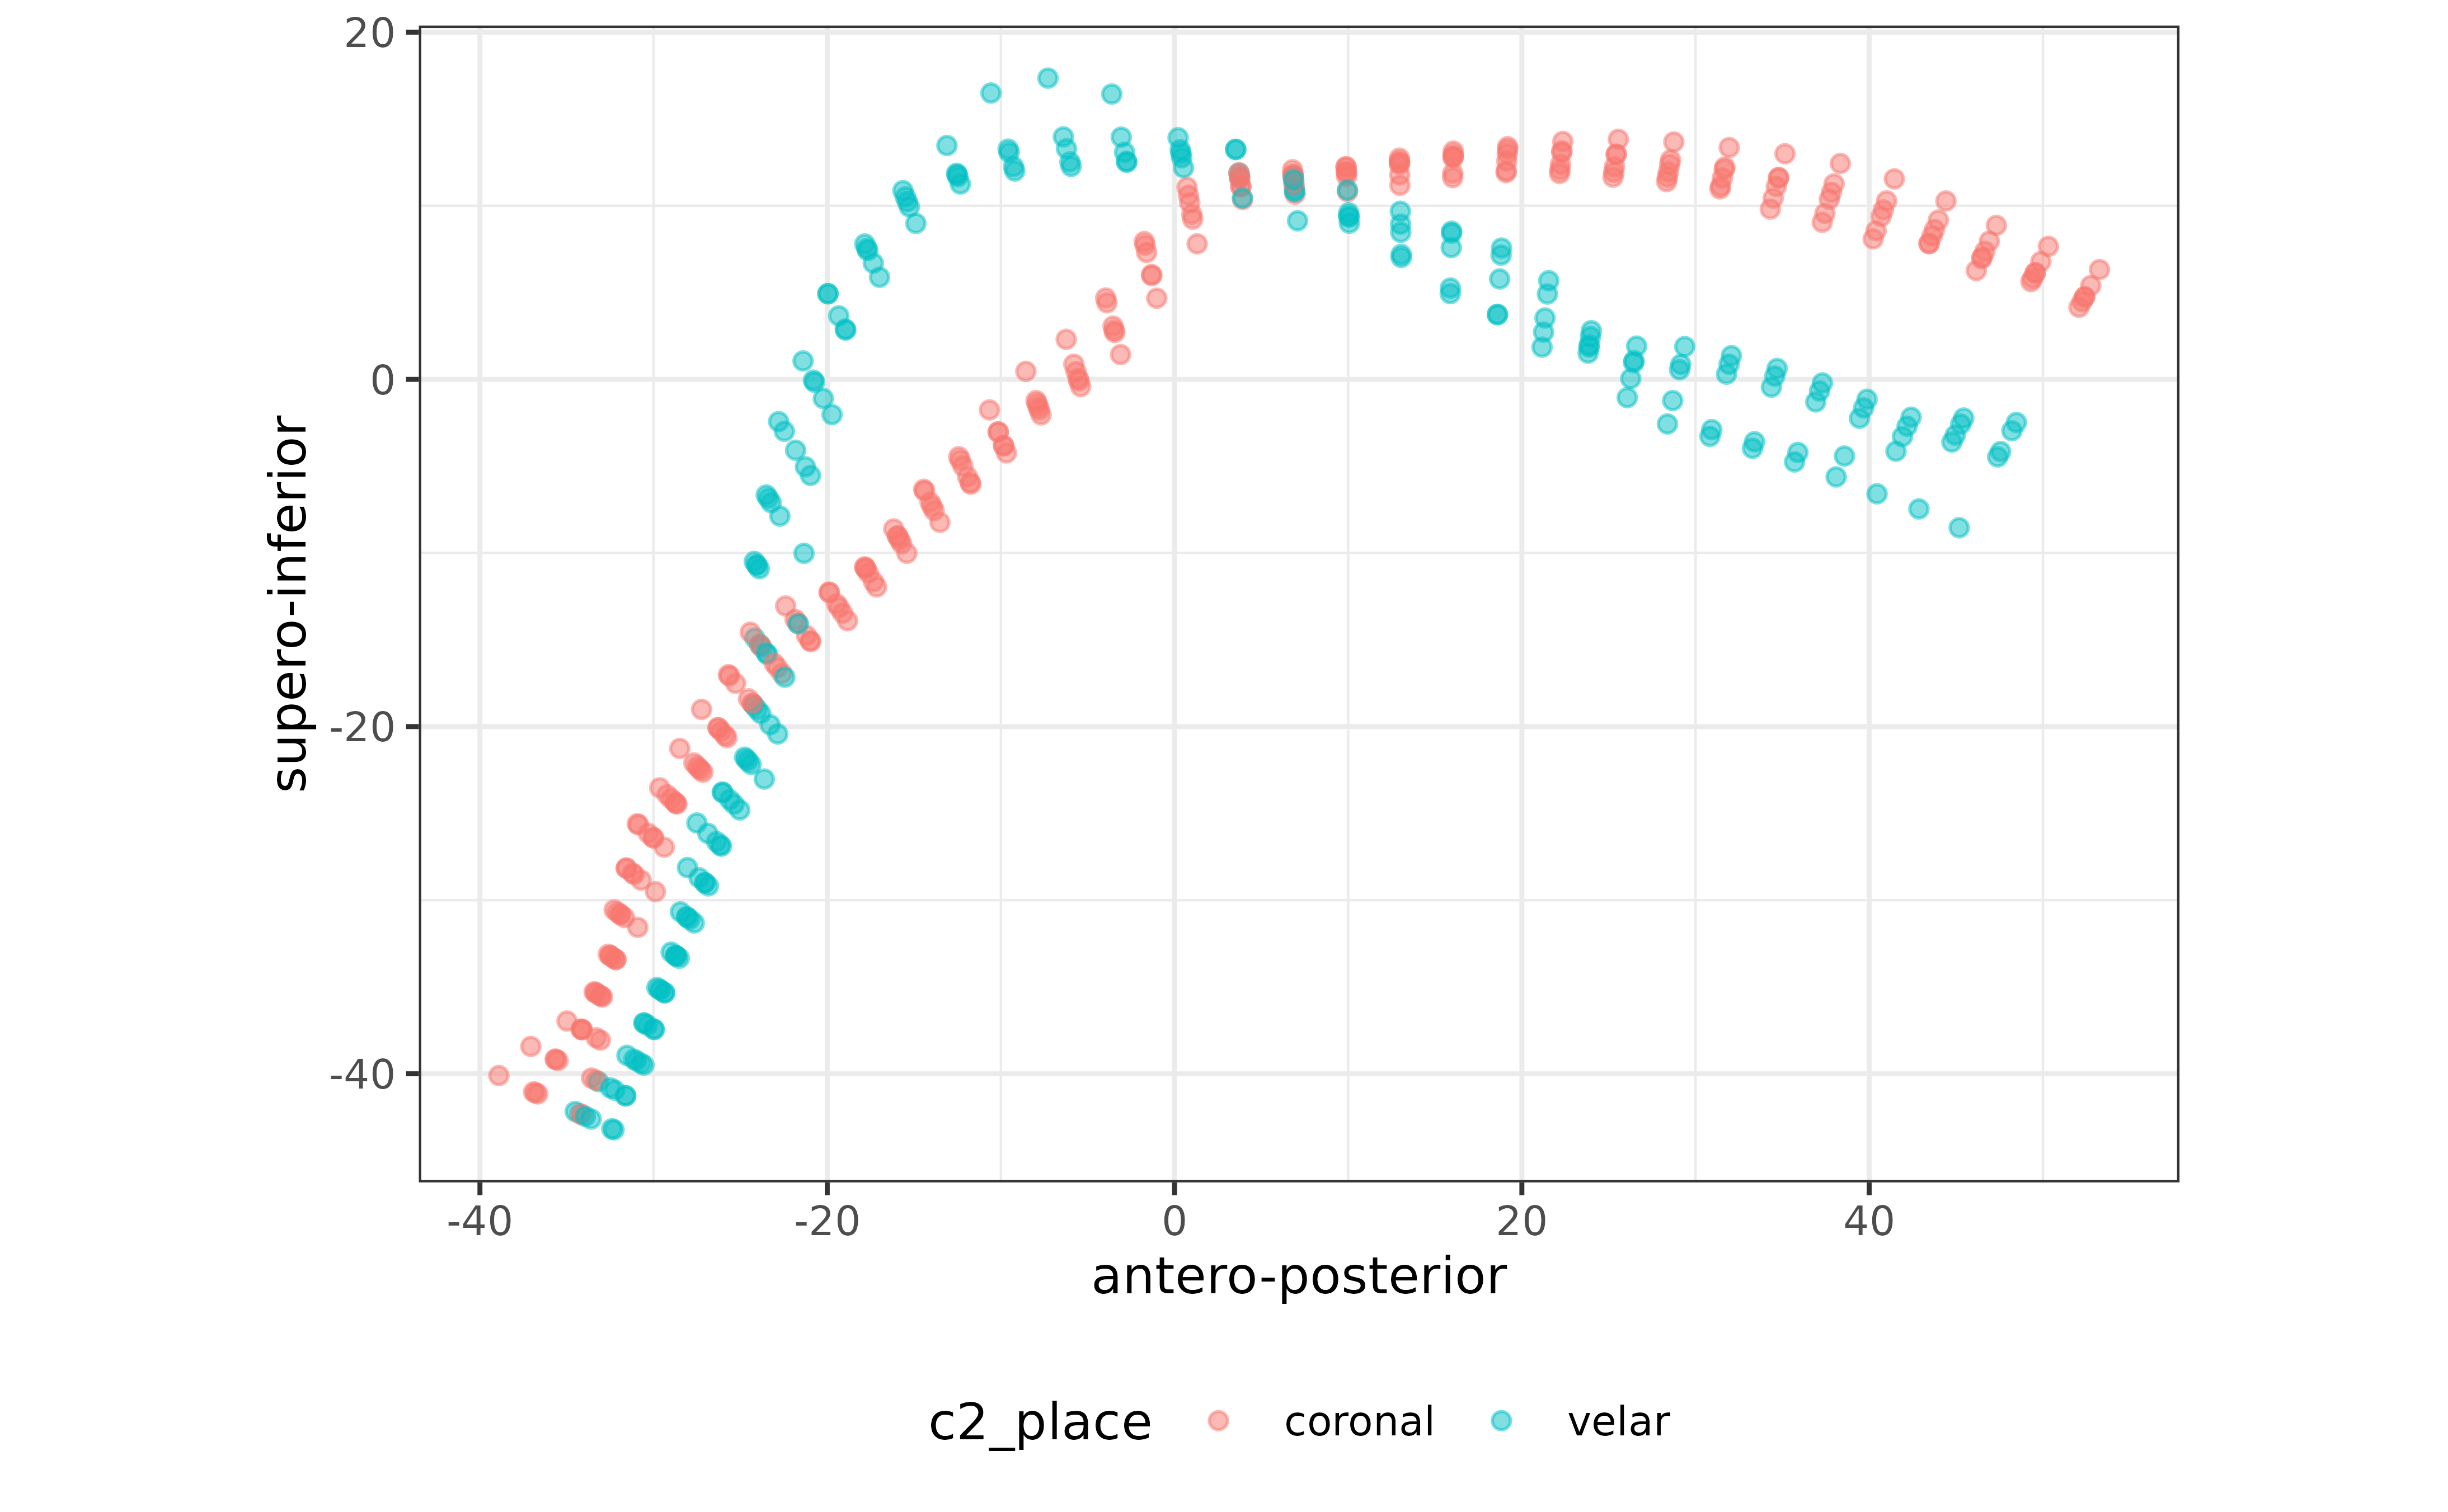 20
0
-20
-40
supero-inferior
-40 -20 0 20 40
antero-posterior
c2_place coronal velar